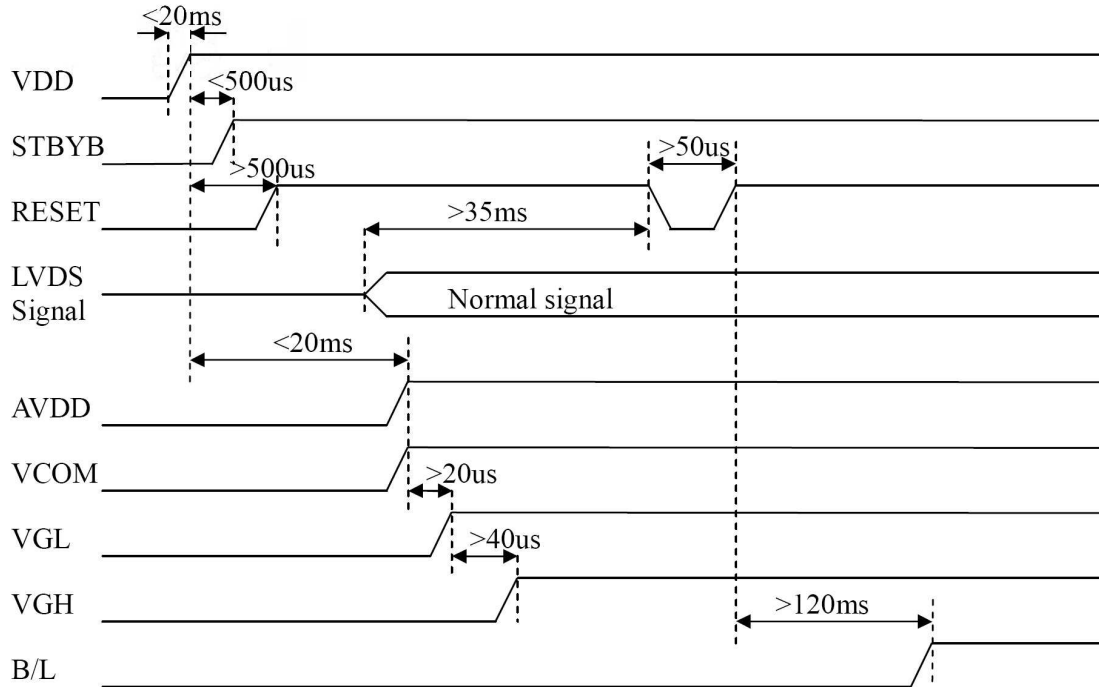 <20ms
VDD
<500us
STBYB
>50us
>500us
RESET
>35ms
LVDS
Signal
Normal signal
<20ms
AVDD
VCOM
>20us
VGL
>40us
VGH
>120ms
B/L